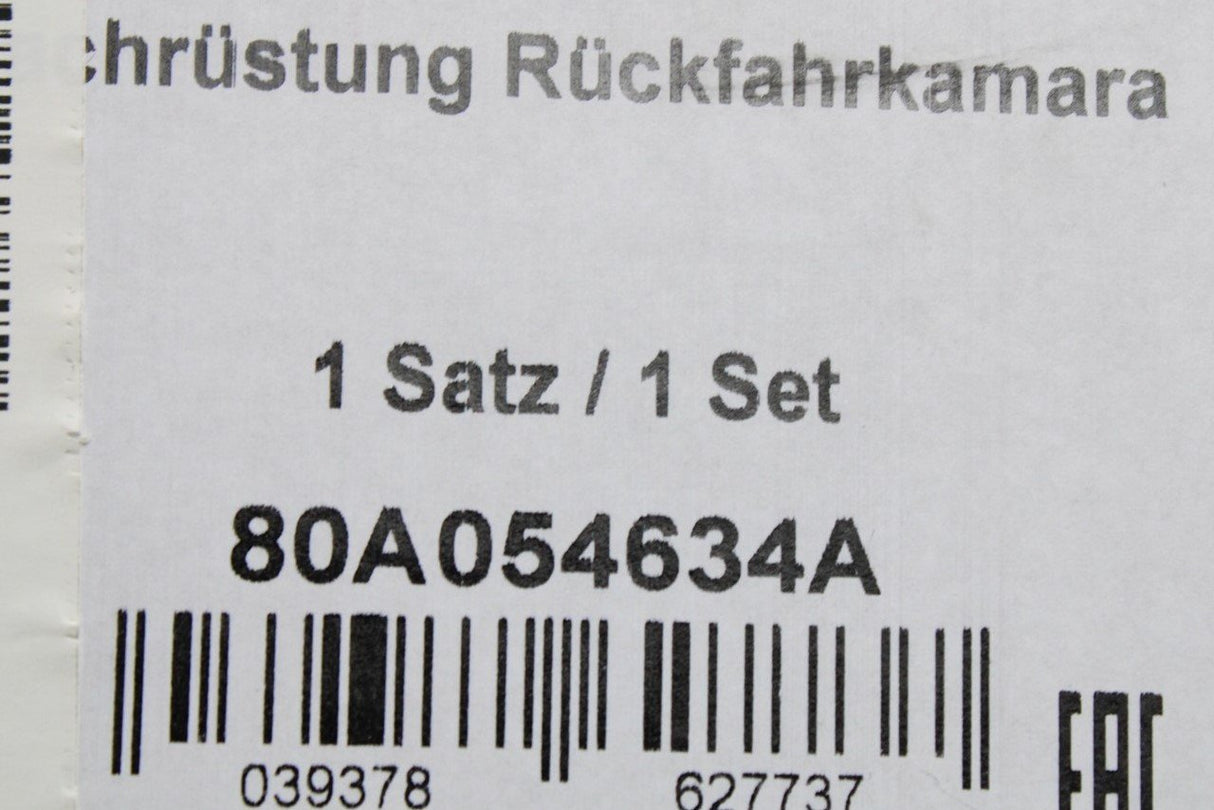 chrüstung Rückfahrkamara
1 Satz / 1 Set
80A054634A
039378 627737
EAC